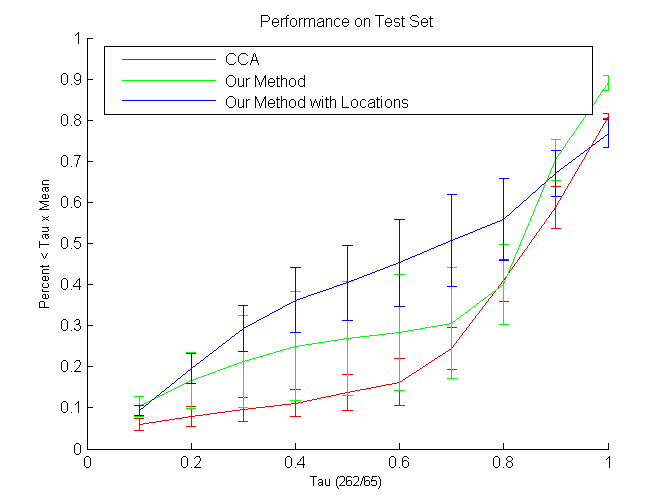 Performance on Test Set
CCA
Our Method
Our Method with Locations
Percent < Tau x Mean
1
0.9
0.8
0.7
0.6
0.5
0.4
0.3
0.2
0.1
0
0 0.2 0.4 0.6 0.8 1
Tau (262/65)